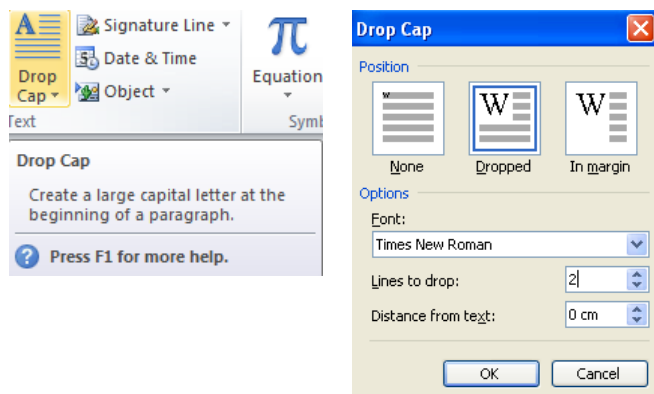 Signature Line
Date & Time
Object
Drop
Cap
Equation
Text
Symb
Drop Cap
Create a large capital letter at the
beginning of a paragraph.
Press F1 for more help.
Drop Cap
Position
W
W
W
None
Dropped
In margin
Options
Font:
Times New Roman
Lines to drop:
2
Distance from text:
0 cm
OK
Cancel